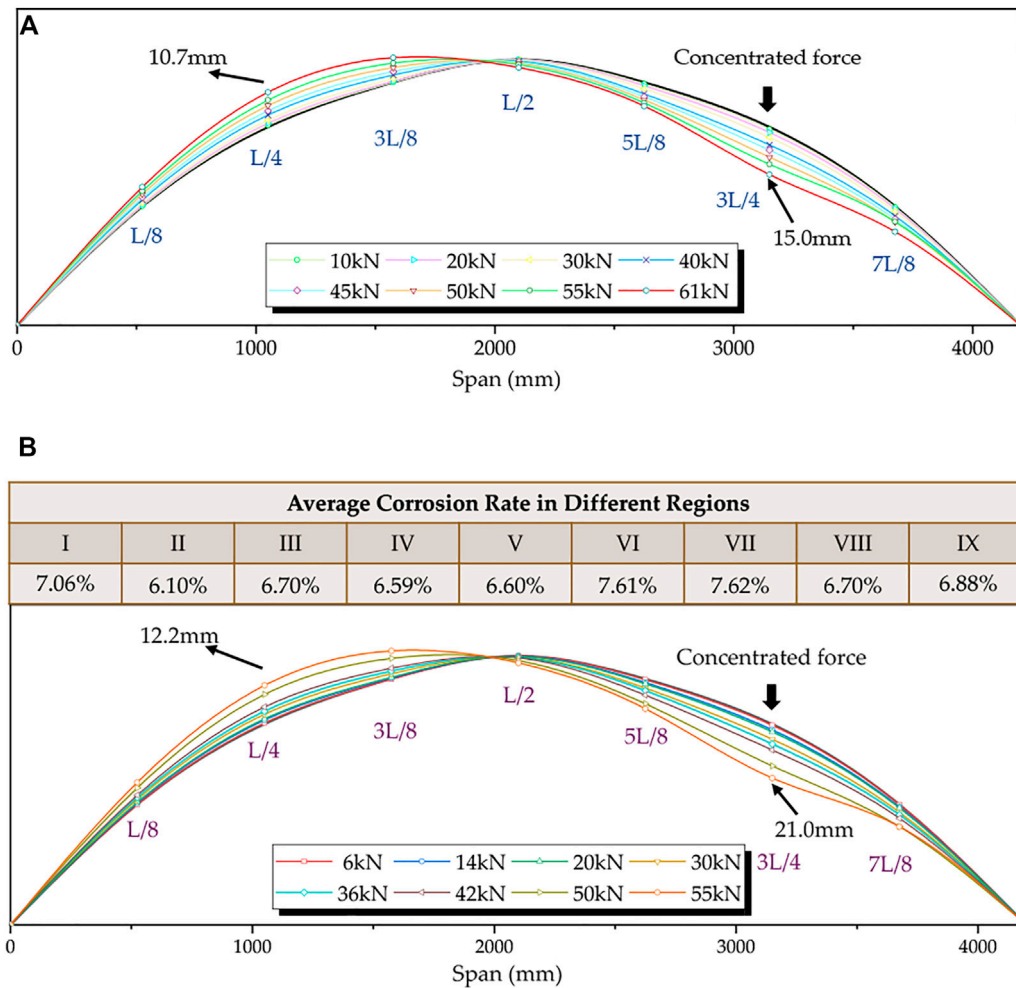 A
10.7mm
Concentrated force
L/2
3L/8
5L/8
L/4
3L/4
L/8
15.0mm
7L/8
10kN 20kN 30kN 40kN
45kN 50kN 55kN 61kN
0 1000 2000 3000 4000
Span (mm)
B
Average Corrosion Rate in Different Regions
I II III IV V VI VII VIII IX
7.06% 6.10% 6.70% 6.59% 6.60% 7.61% 7.62% 6.70% 6.88%
12.2mm
Concentrated force
L/2
3L/8
5L/8
L/4
L/8
21.0mm
3L/4
7L/8
6kN 14kN 20kN 30kN
36kN 42kN 50kN 55kN
0 1000 2000 3000 4000
Span (mm)